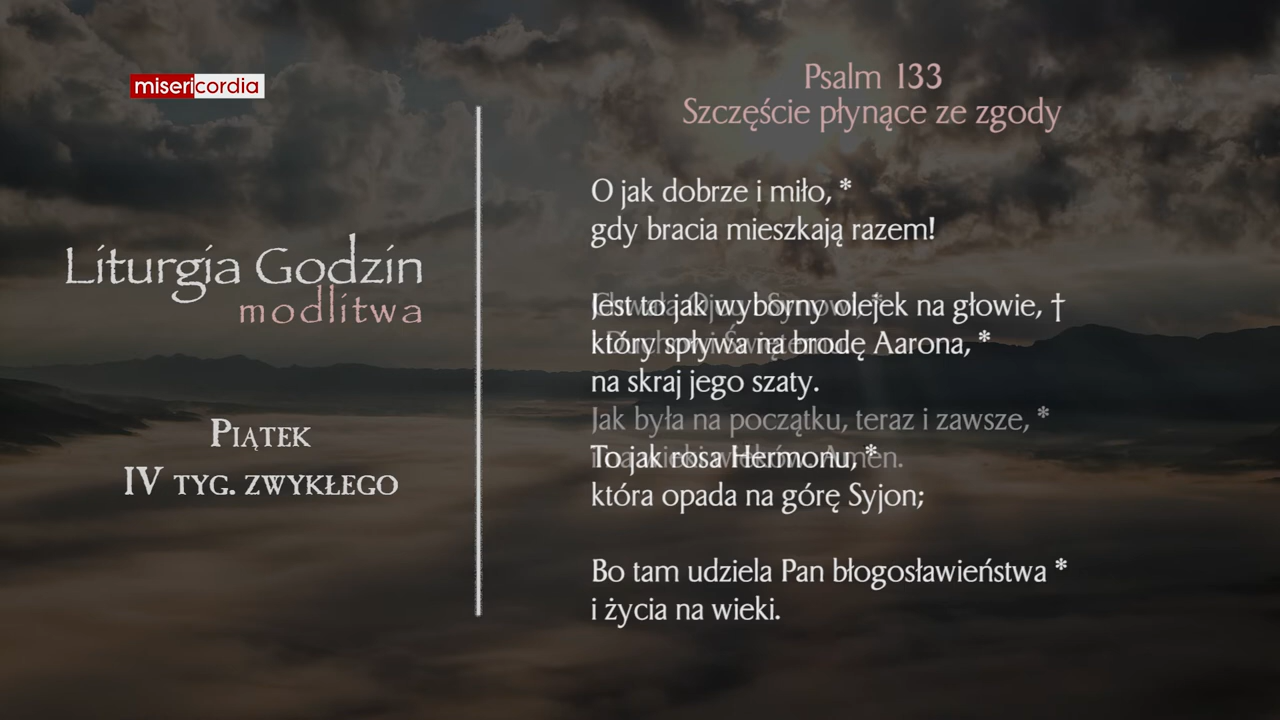 misericordia
Liturgia Godzin
modlitwa
Piątek
IV tyg. zwykłego
Psalm 133
Szczęście płynące ze zgody
O jak dobrze i miło, *
gdy bracia mieszkają razem!
Jest to jak wyborny olejek na głowie, †
który spływa na brodę Aarona, *
na skraj jego szaty.
Jak była na początku, teraz i zawsze, *
To jak rosa Hermonu, *
która opada na górę Syjon;
Bo tam udziela Pan błogosławieństwa *
i życia na wieki.